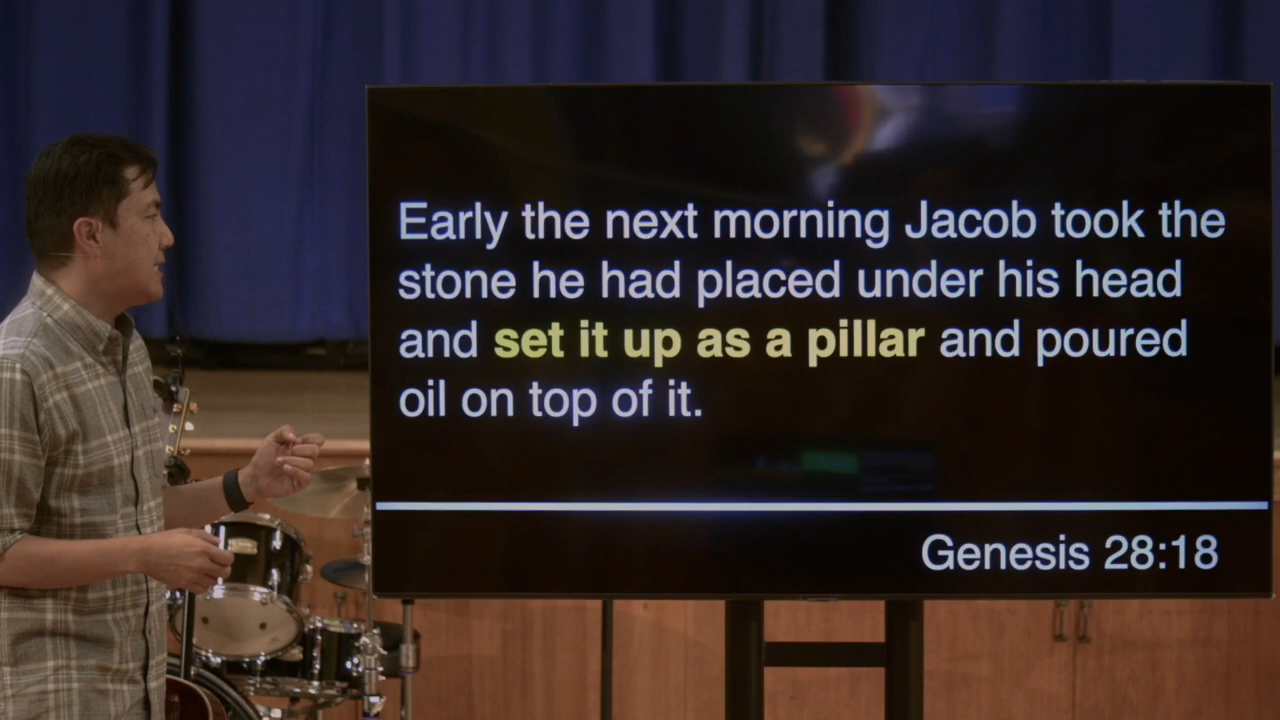 Early the next morning Jacob took the
stone he had placed under his head
and set it up as a pillar and poured
oil on top of it.
Genesis 28:18